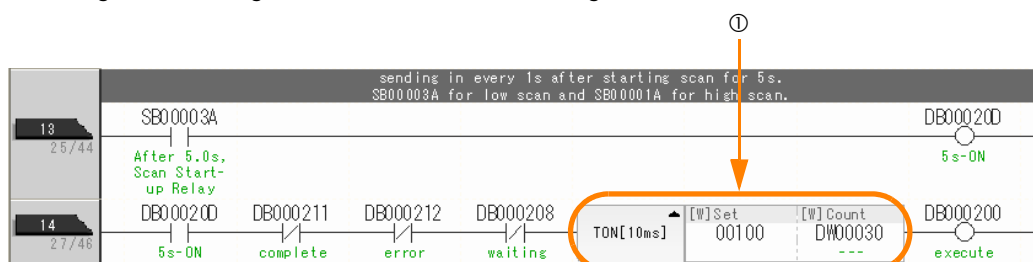 ①
sending in every 1s after starting scan for 5s.
SB00003A for low scan and SB00001A for high scan.
13
25/44
SB00003A
After 5.0s,
Scan Start-
up Relay
DB00020D
5s-ON
14
27/46
DB00020D
5s-ON
DB000211
complete
DB000212
error
DB000208
waiting
TON[10ms]
[W]Set
00100
[W]Count
DW00030
---
DB000200
execute